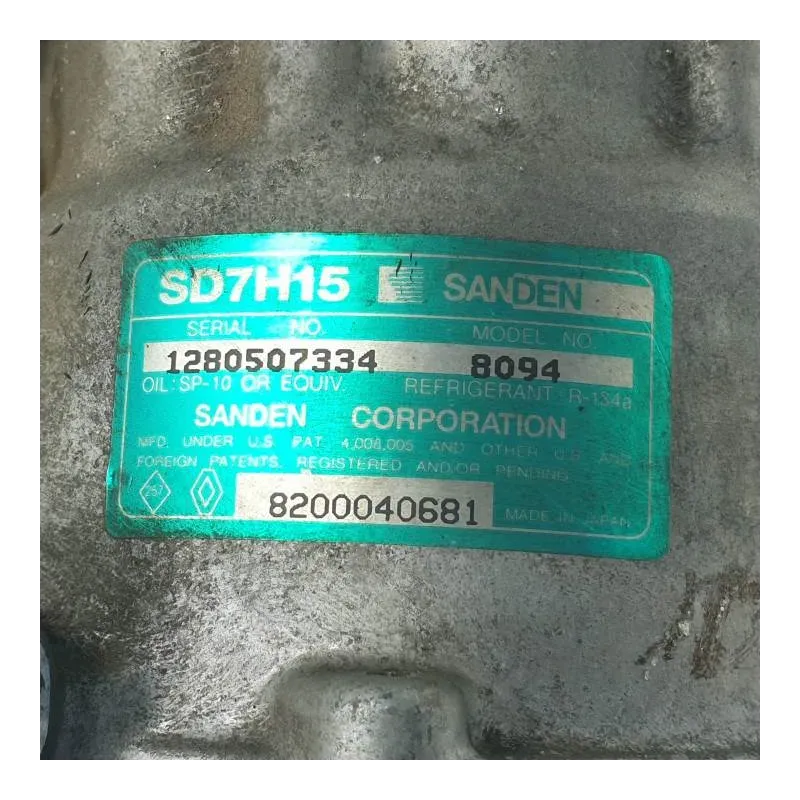 SD7H15 SANDEN
SERIAL NO. MODEL NO.
1280507334 8094
OIL: SP-10 OR EQUIV. REFRIGERANT R-134a
SANDEN CORPORATION
MFD. UNDER U.S. PAT. 4,008,005 AND OTHER U.S. AND
FOREIGN PATENTS, REGISTERED AND/OR PENDING
257 8200040681 MADE IN JAPAN